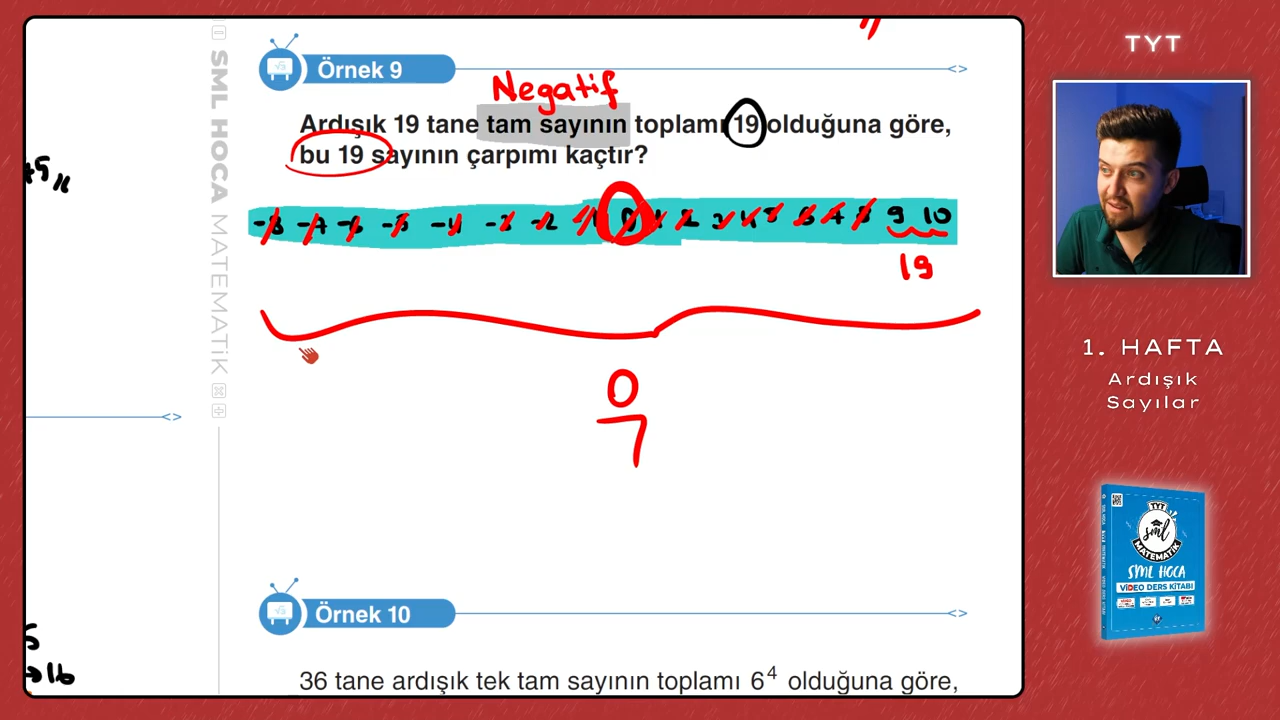 TYT
SML HOCA MATEMATİK
Örnek 9
Negatif
Ardışık 19 tane tam sayının toplamı 19 olduğuna göre,
bu 19 sayının çarpımı kaçtır?
-8 -7 -6 -5 -4 -3 -2 -1 0 1 2 3 4 5 6 7 8 9 10
19
0
1. HAFTA
Ardışık
Sayılar
TYT
sml
MATEMATİK
SML HOCA
VİDEO DERS KİTABI
Örnek 10
36 tane ardışık tek tam sayının toplamı 6⁴ olduğuna göre,